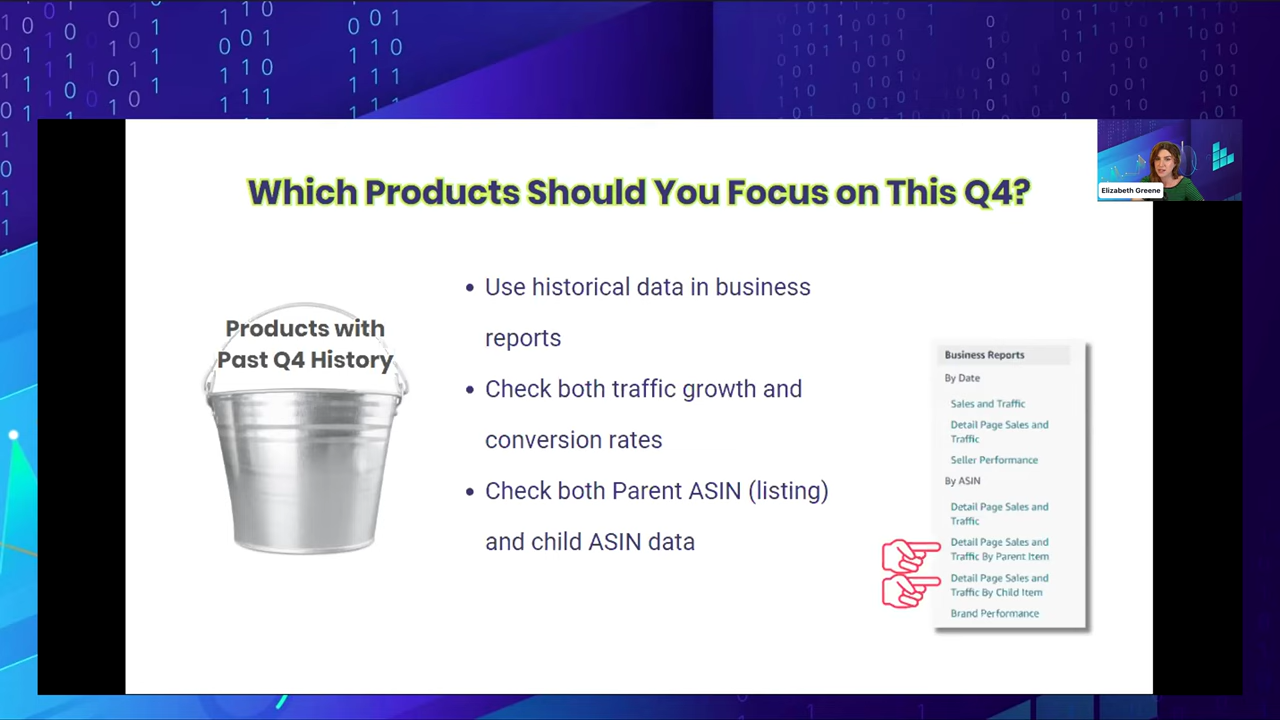 Which Products Should You Focus on This Q4?
Elizabeth Greene
Products with
Past Q4 History
• Use historical data in business
reports
• Check both traffic growth and
conversion rates
• Check both Parent ASIN (listing)
and child ASIN data
Business Reports
By Date
Sales and Traffic
Detail Page Sales and
Traffic
Seller Performance
By ASIN
Detail Page Sales and
Traffic
Detail Page Sales and
Traffic By Parent Item
Detail Page Sales and
Traffic By Child Item
Brand Performance